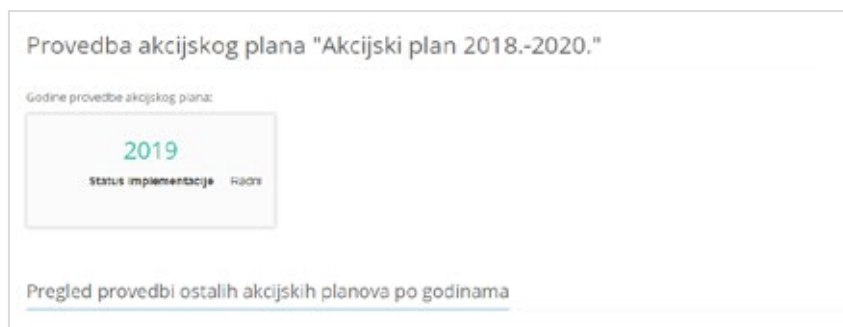 Provedba akcijskog plana "Akcijski plan 2018.-2020."
Godine provedbe akcijskog plana:
2019
Status implementacije Radni
Pregled provedbi ostalih akcijskih planova po godinama